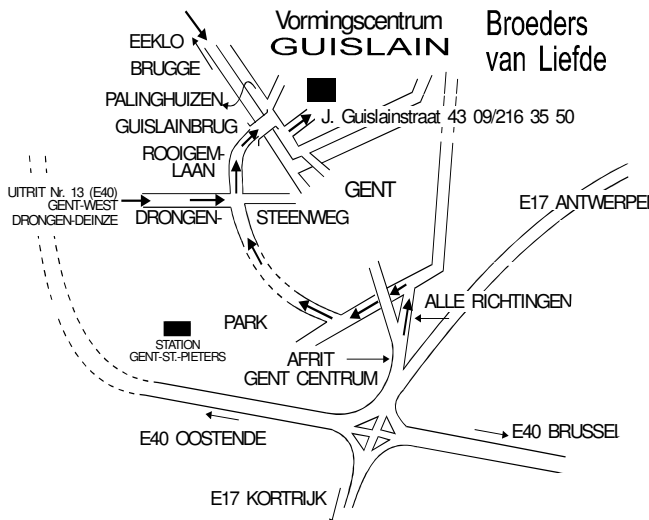 Vormingscentrum
GUISLAIN
Broeders
van Liefde
EEKLO
BRUGGE
PALINGHUIZEN
GUISLAINBRUG
J. Guislainstraat 43 09/216 35 50
ROOIGEM-
LAAN
UITRIT Nr. 13 (E40)
GENT-WEST
DRONGEN-DEINZE
DRONGEN-
STEENWEG
GENT
E17 ANTWERPEI
ALLE RICHTINGEN
PARK
STATION
GENT-ST.-PIETERS
AFRIT
GENT CENTRUM
E40 OOSTENDE
E40 BRUSSEL
E17 KORTRIJK